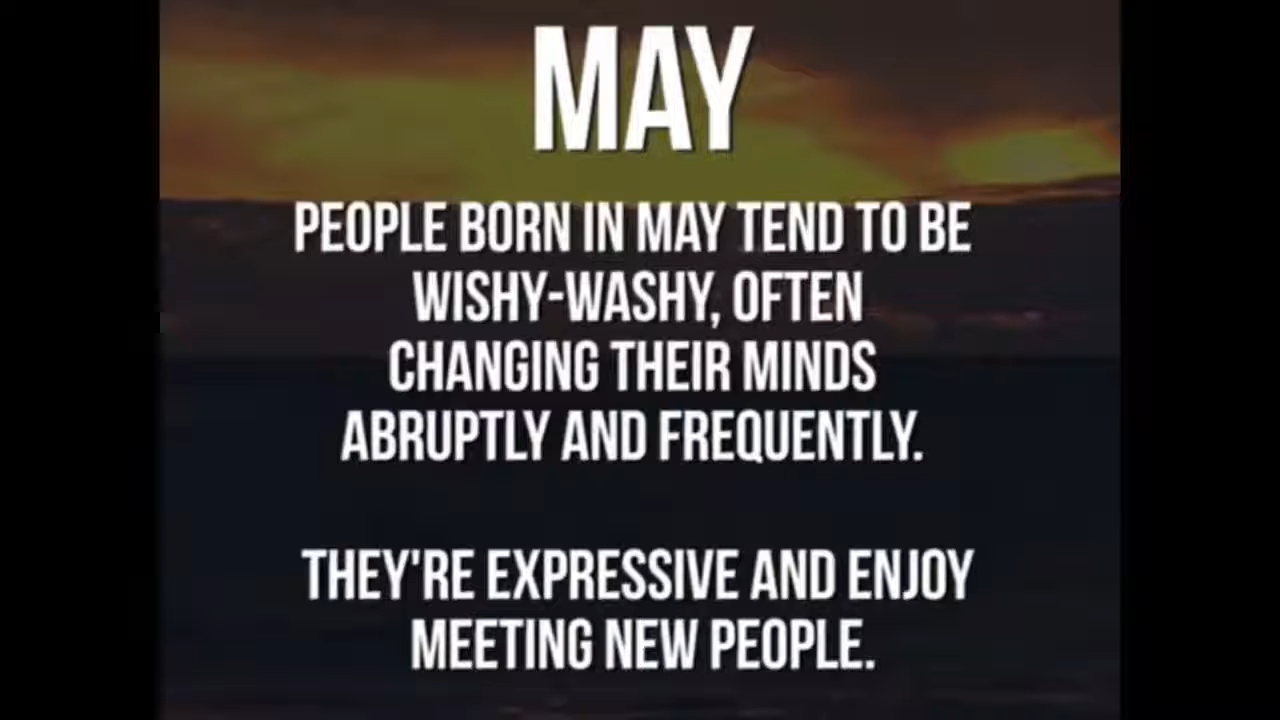 MAY
PEOPLE BORN IN MAY TEND TO BE
WISHY-WASHY, OFTEN
CHANGING THEIR MINDS
ABRUPTLY AND FREQUENTLY.
THEY'RE EXPRESSIVE AND ENJOY
MEETING NEW PEOPLE.